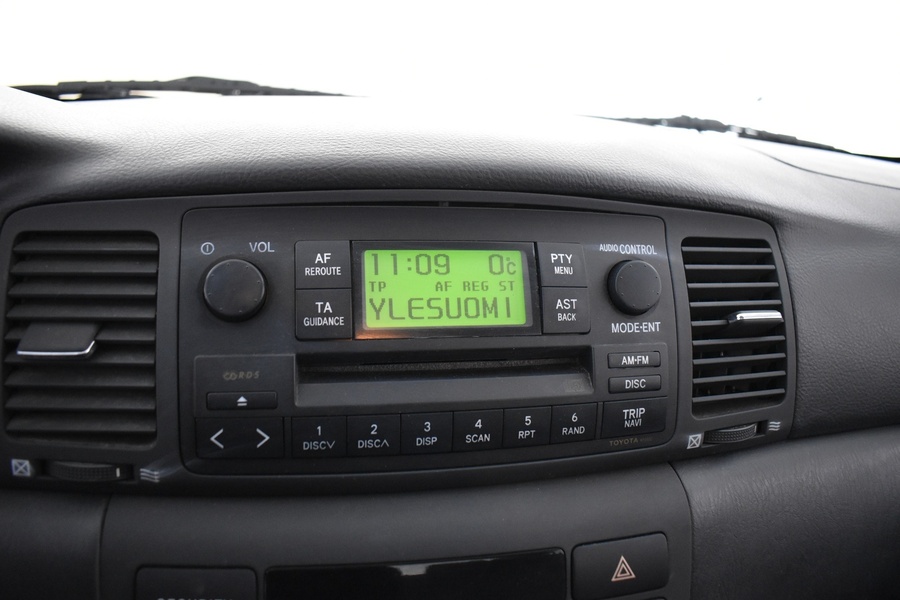 VOL
AF
REROUTE
TA
GUIDANCE
11:09 0°C
TP AF REG ST
YLESUOMI
PTY
MENU
AST
BACK
AUDIO CONTROL
MODE·ENT
AM·FM
DISC
1
DISC∨
2
DISC∧
3
DISP
4
SCAN
5
RPT
6
RAND
TRIP
NAVI
TOYOTA